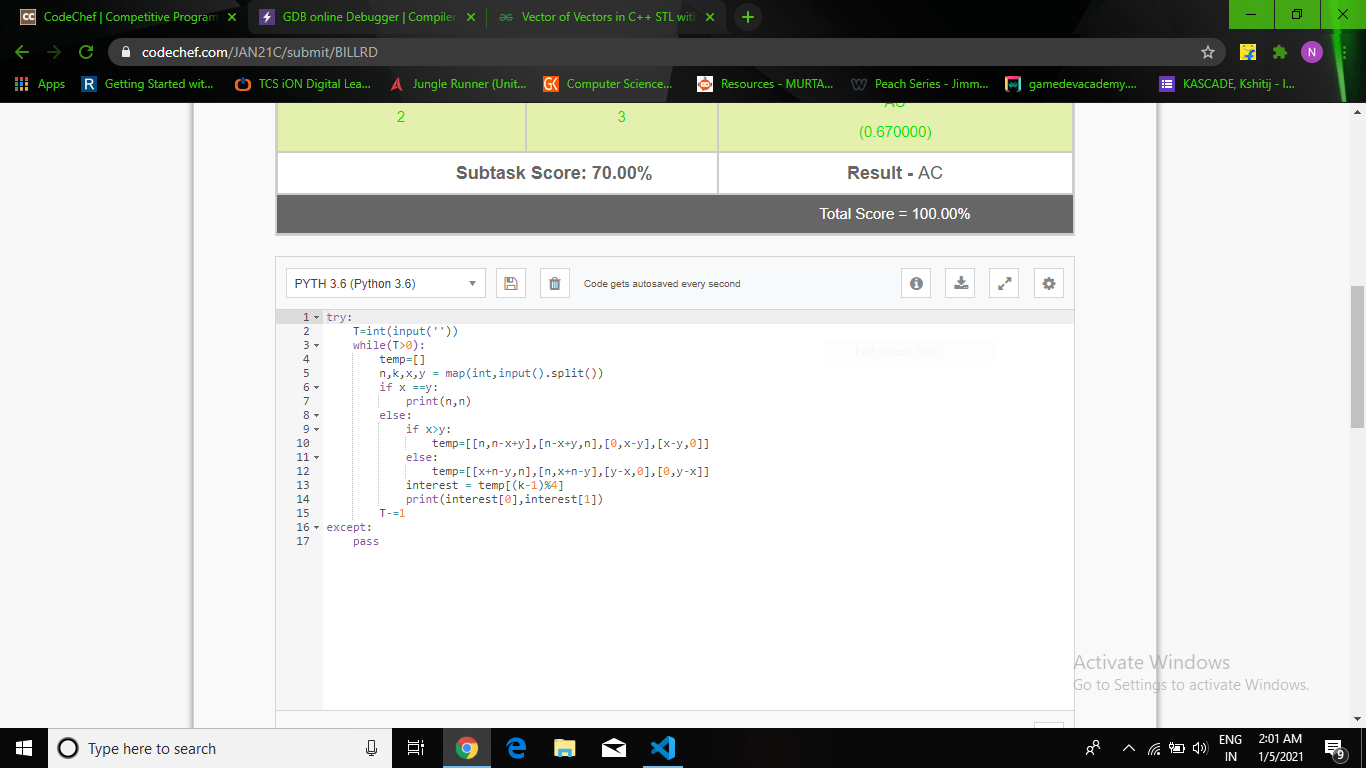 CodeChef | Competitive Program
GDB online Debugger | Compiler
Vector of Vectors in C++ STL with
codechef.com/JAN21C/submit/BILLRD
N
Apps
Getting Started wit...
TCS iON Digital Lea...
Jungle Runner (Unit...
Computer Science...
Resources - MURTA...
Peach Series - Jimm...
gamedevacademy....
KASCADE, Kshitij - I...
2
3
AC
(0.670000)
Subtask Score: 70.00%
Result - AC
Total Score = 100.00%
PYTH 3.6 (Python 3.6)
Code gets autosaved every second
1 try:
2 T=int(input(''))
3 while(T>0):
4 temp=[]
5 n,k,x,y = map(int,input().split())
6 if x ==y:
7 print(n,n)
8 else:
9 if x>y:
10 temp=[[n,n-x+y],[n-x+y,n],[0,x-y],[x-y,0]]
11 else:
12 temp=[[x+n-y,n],[n,x+n-y],[y-x,0],[0,y-x]]
13 interest = temp[(k-1)%4]
14 print(interest[0],interest[1])
15 T-=1
16 except:
17 pass
Activate Windows
Go to Settings to activate Windows.
Type here to search
ENG
IN
2:01 AM
1/5/2021
9